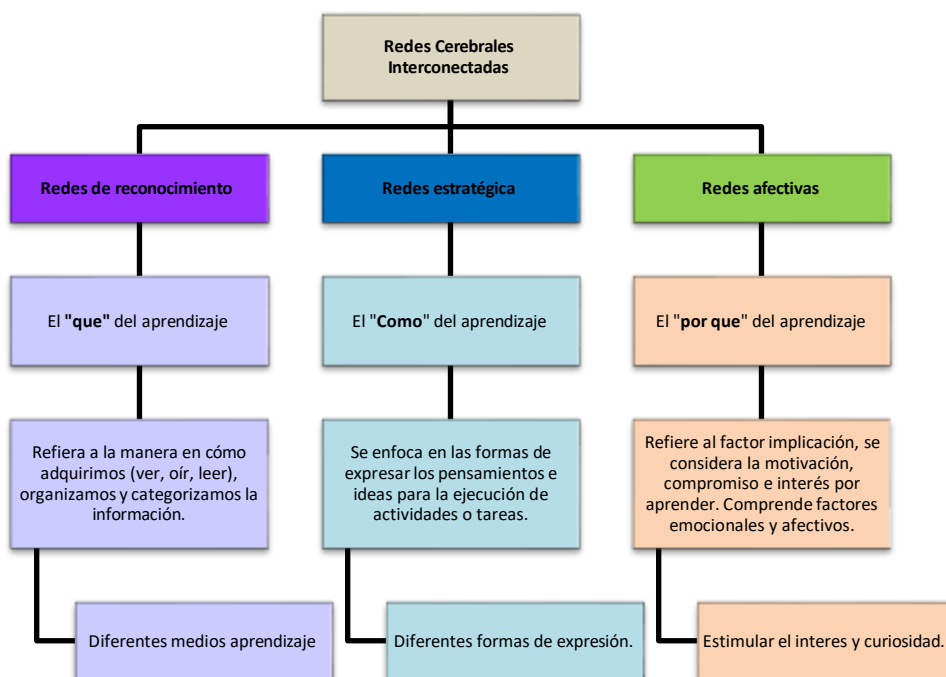 Redes Cerebrales
Interconectadas
Redes de reconocimiento
El "que" del aprendizaje
Refiera a la manera en cómo
adquirimos (ver, oír, leer),
organizamos y categorizamos la
información.
Diferentes medios aprendizaje
Redes estratégica
El "Como" del aprendizaje
Se enfoca en las formas de
expresar los pensamientos e
ideas para la ejecución de
actividades o tareas.
Diferentes formas de expresión.
Redes afectivas
El "por que" del aprendizaje
Refiere al factor implicación, se
considera la motivación,
compromiso e interés por
aprender. Comprende factores
emocionales y afectivos.
Estimular el interes y curiosidad.